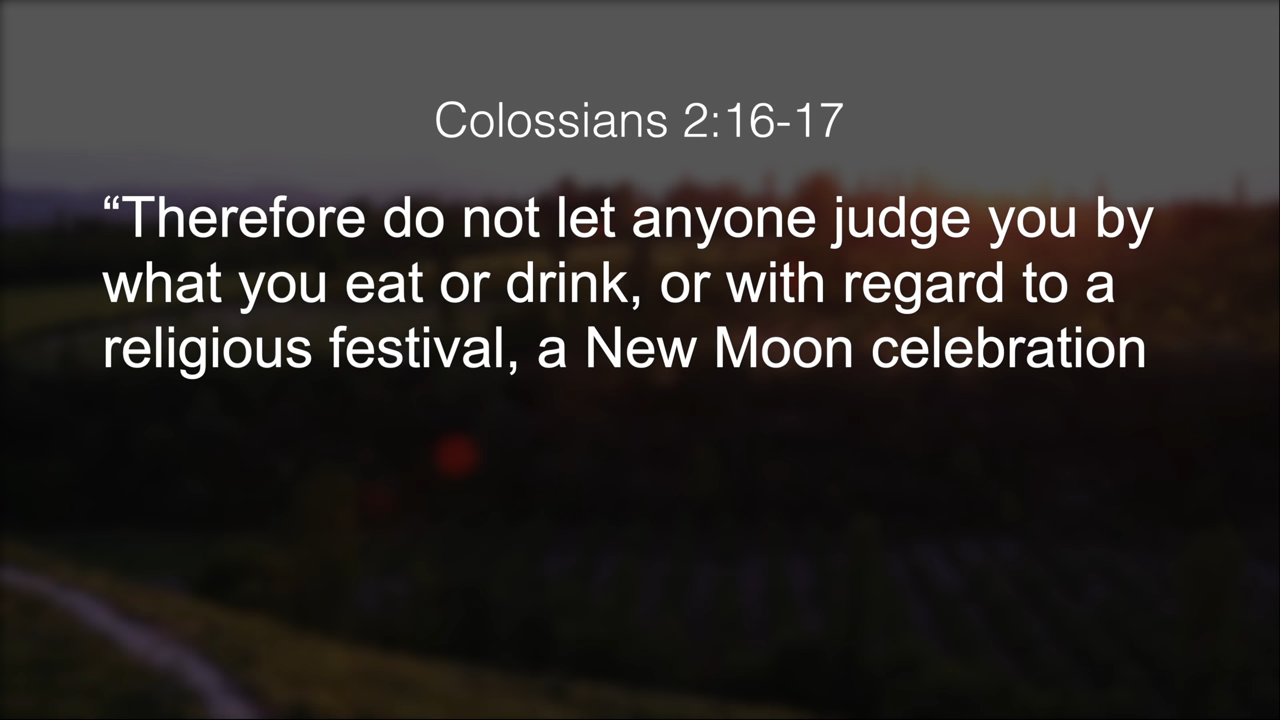 Colossians 2:16-17
“Therefore do not let anyone judge you by
what you eat or drink, or with regard to a
religious festival, a New Moon celebration